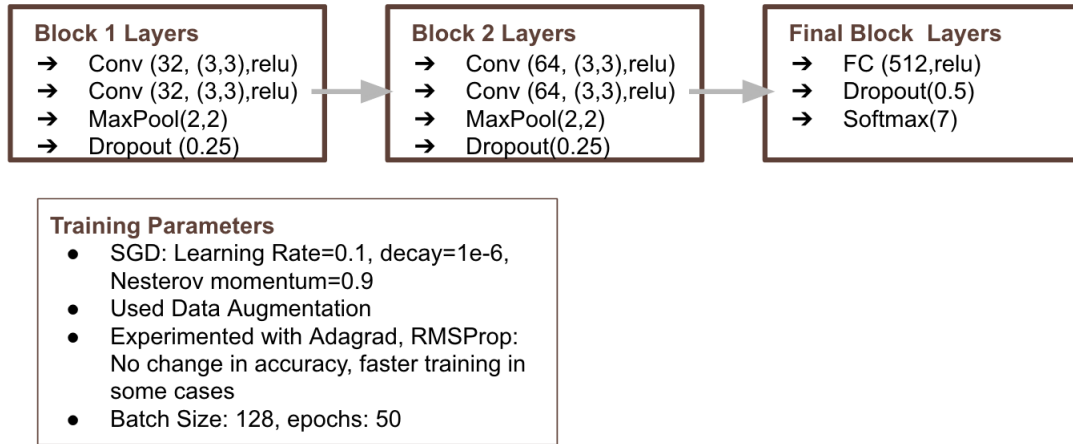 Block 1 Layers
➔ Conv (32, (3,3),relu)
➔ Conv (32, (3,3),relu)
➔ MaxPool(2,2)
➔ Dropout (0.25)
Block 2 Layers
➔ Conv (64, (3,3),relu)
➔ Conv (64, (3,3),relu)
➔ MaxPool(2,2)
➔ Dropout(0.25)
Final Block Layers
➔ FC (512,relu)
➔ Dropout(0.5)
➔ Softmax(7)
Training Parameters
● SGD: Learning Rate=0.1, decay=1e-6,
Nesterov momentum=0.9
● Used Data Augmentation
● Experimented with Adagrad, RMSProp:
No change in accuracy, faster training in
some cases
● Batch Size: 128, epochs: 50